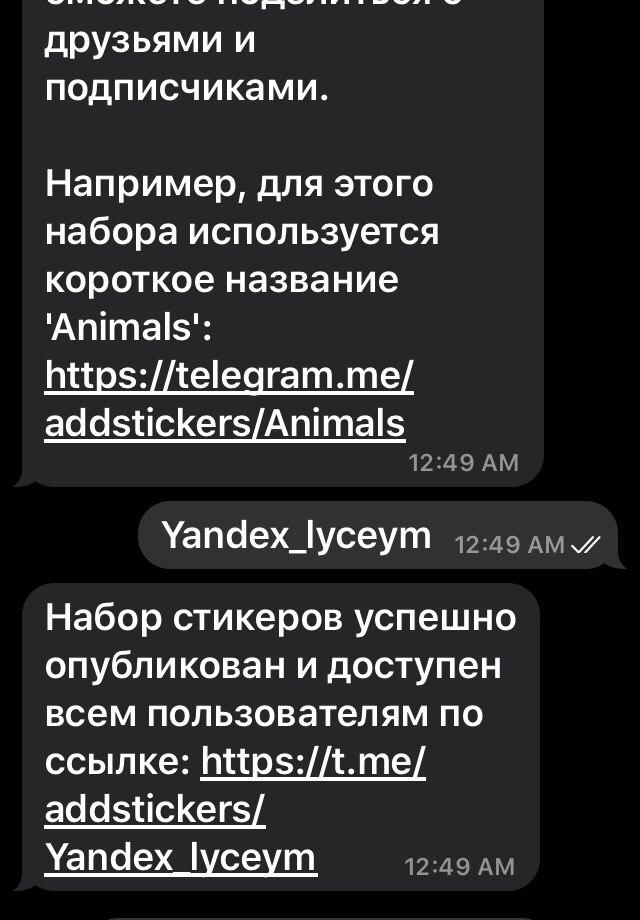 друзьями и
подписчиками.
Например, для этого
набора используется
короткое название
'Animals':
https://telegram.me/
addstickers/Animals
12:49 AM
Yandex_lyceym 12:49 AM
Набор стикеров успешно
опубликован и доступен
всем пользователям по
ссылке: https://t.me/
addstickers/
Yandex_lyceym 12:49 AM